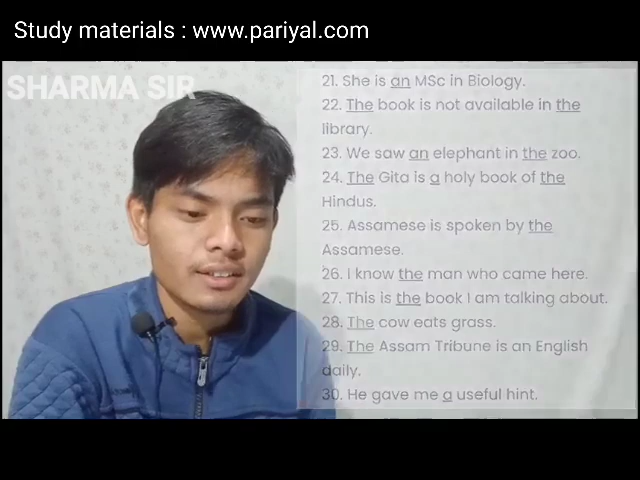 Study materials : www.pariyal.com
SHARMA SIR
21. She is an MSc in Biology.
22. The book is not available in the
library.
23. We saw an elephant in the zoo.
24. The Gita is a holy book of the
Hindus.
25. Assamese is spoken by the
Assamese.
26. I know the man who came here.
27. This is the book I am talking about.
28. The cow eats grass.
29. The Assam Tribune is an English
daily.
30. He gave me a useful hint.